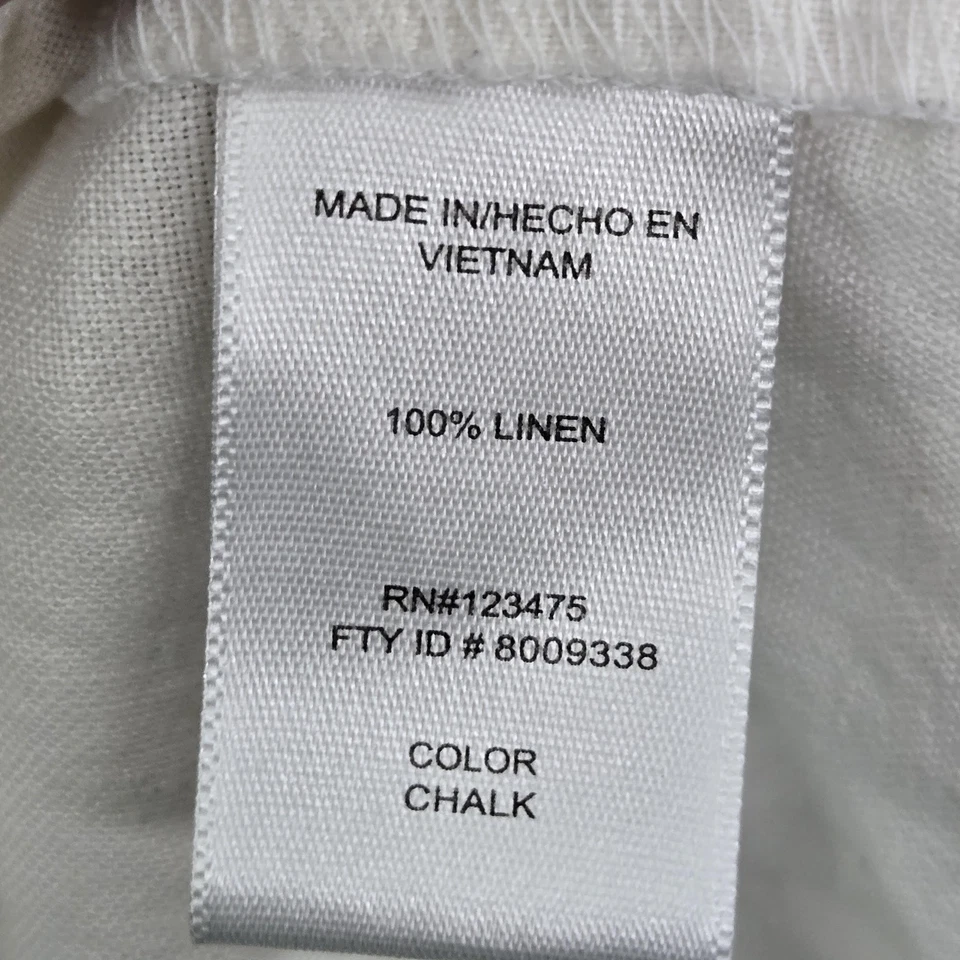 MADE IN/HECHO EN
VIETNAM
100% LINEN
RN#123475
FTY ID # 8009338
COLOR
CHALK